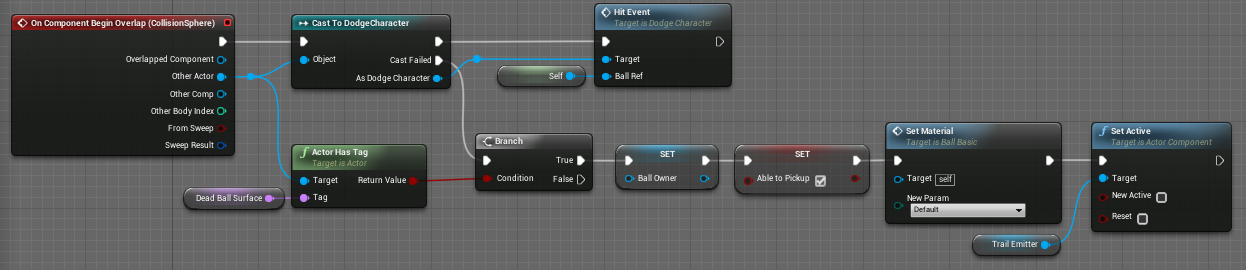 On Component Begin Overlap (CollisionSphere)
Overlapped Component
Other Actor
Other Comp
Other Body Index
From Sweep
Sweep Result
Cast To DodgeCharacter
Object
Cast Failed
As Dodge Character
Hit Event
Target is Dodge Character
Target
Ball Ref
Self
Actor Has Tag
Target is Actor
Target
Return Value
Tag
Dead Ball Surface
Branch
True
Condition
False
SET
Ball Owner
SET
Able to Pickup
Set Material
Target is Ball Basic
Target self
New Param
Default
Set Active
Target is Actor Component
Target
New Active
Reset
Trail Emitter